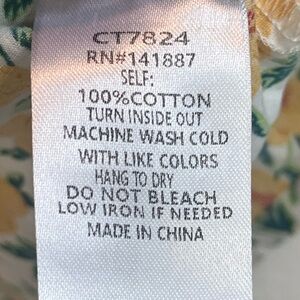 CT7824
RN#141887
SELF:
100%COTTON
TURN INSIDE OUT
MACHINE WASH COLD
WITH LIKE COLORS
HANG TO DRY
DO NOT BLEACH
LOW IRON IF NEEDED
MADE IN CHINA